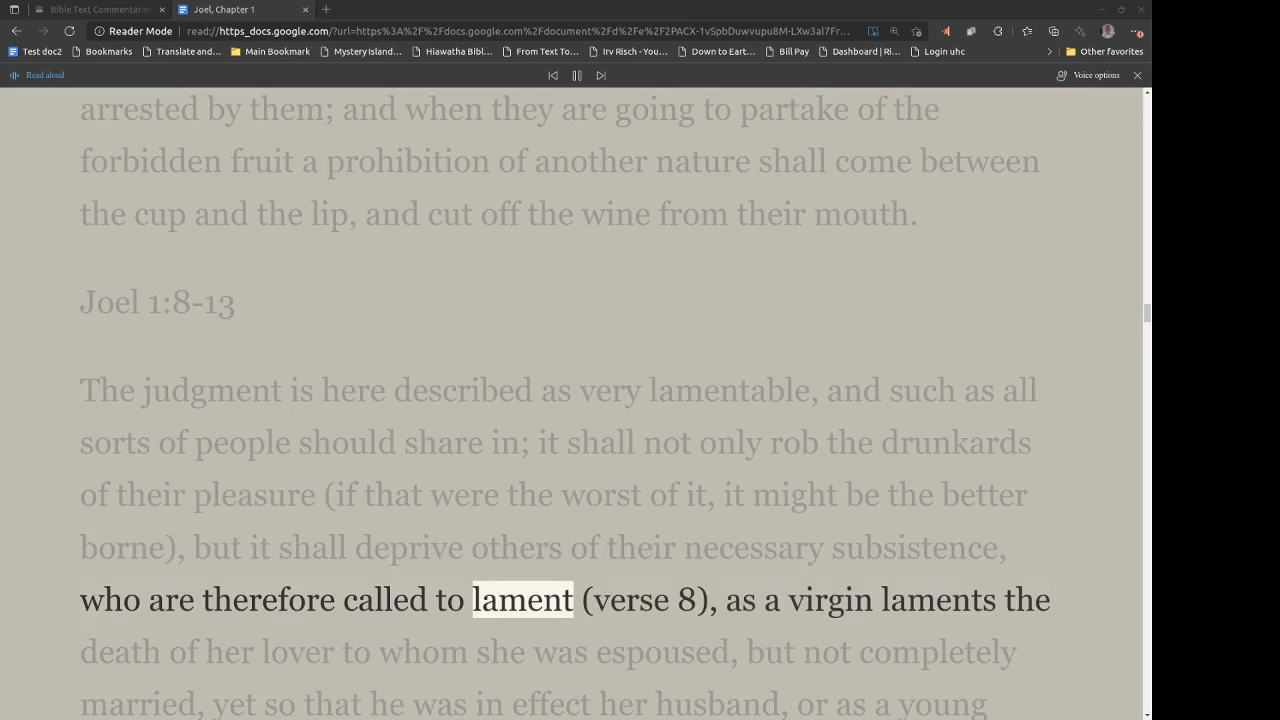 Bible Text Commentaries
Joel, Chapter 1
Reader Mode
read://https_docs.google.com/?url=https%3A%2F%2Fdocs.google.com%2Fdocument%2Fd%2Fe%2F2PACX-1vSpbDuwvupu8M-LXw3al7Fr...
Test doc2
Bookmarks
Translate and...
Main Bookmark
Mystery Island...
Hiawatha Bibl...
From Text To...
Irv Risch - You...
Down to Eart...
Bill Pay
Dashboard | Ri...
Login uhc
Other favorites
Read aloud
Voice options
arrested by them; and when they are going to partake of the
forbidden fruit a prohibition of another nature shall come between
the cup and the lip, and cut off the wine from their mouth.
Joel 1:8-13
The judgment is here described as very lamentable, and such as all
sorts of people should share in; it shall not only rob the drunkards
of their pleasure (if that were the worst of it, it might be the better
borne), but it shall deprive others of their necessary subsistence,
who are therefore called to lament (verse 8), as a virgin laments the
death of her lover to whom she was espoused, but not completely
married, yet so that he was in effect her husband, or as a young